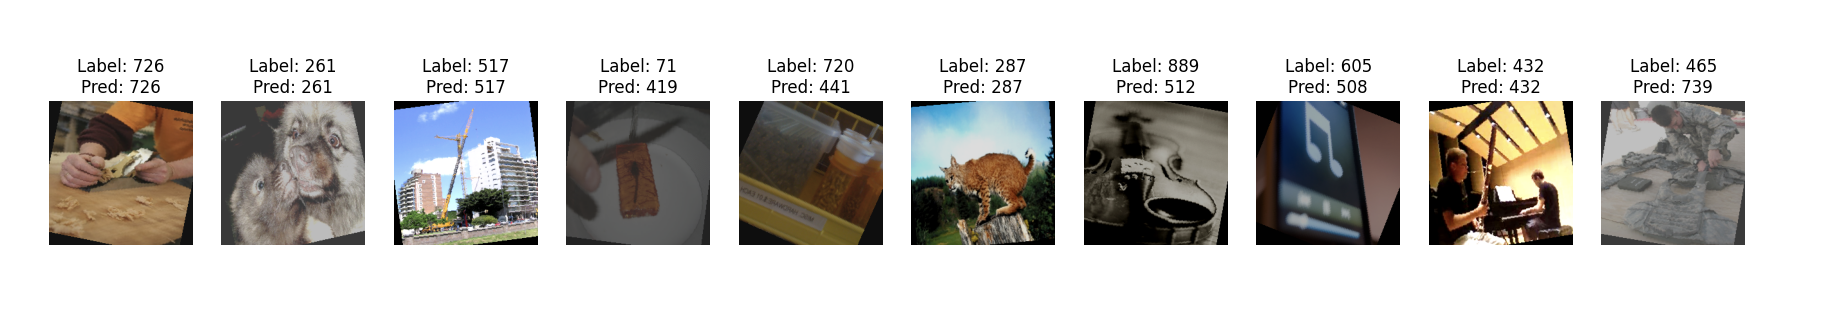 Label: 726
Pred: 726
Label: 261
Pred: 261
Label: 517
Pred: 517
Label: 71
Pred: 419
Label: 720
Pred: 441
Label: 287
Pred: 287
Label: 889
Pred: 512
Label: 605
Pred: 508
Label: 432
Pred: 432
Label: 465
Pred: 739